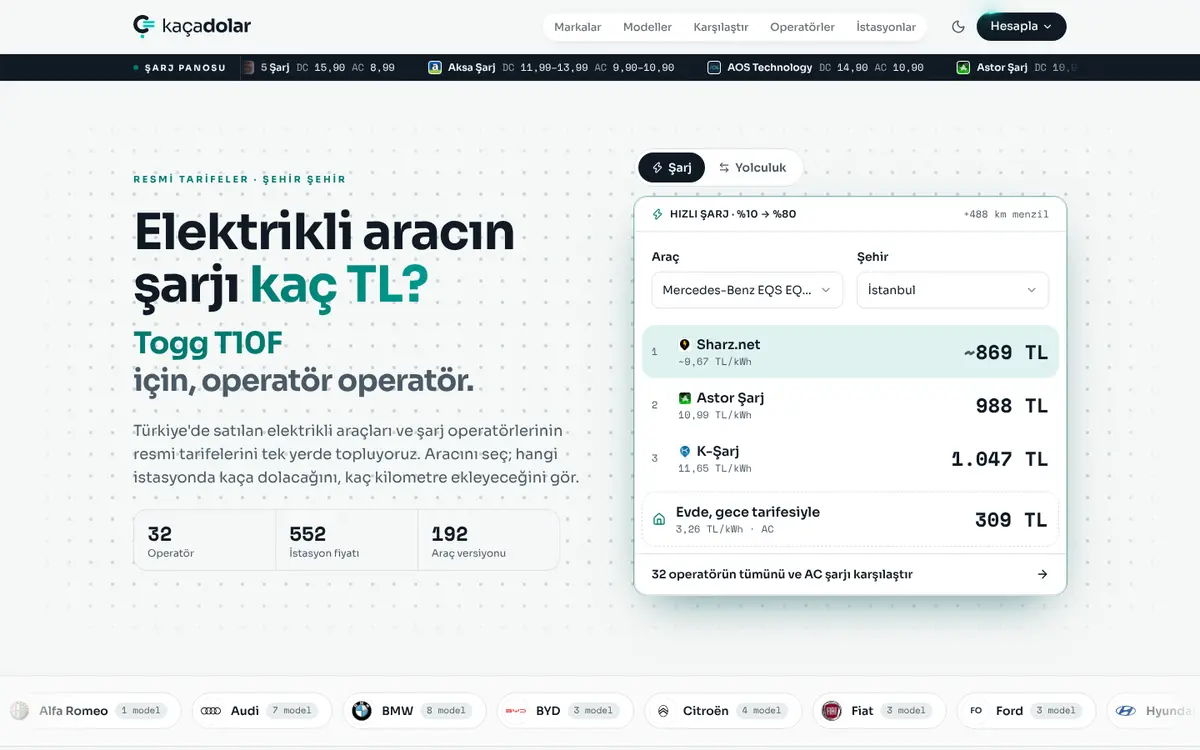 kaçadolar
Markalar Modeller Karşılaştır Operatörler İstasyonlar Hesapla
ŞARJ PANOSU 5 Şarj DC 15,90 AC 8,99 Aksa Şarj DC 11,99–13,99 AC 9,90–10,90 AOS Technology DC 14,90 AC 10,90 Astor Şarj DC
RESMİ TARİFELER · ŞEHİR ŞEHİR
Elektrikli aracın
şarjı kaç TL?
Togg T10F
için, operatör operatör.
Türkiye'de satılan elektrikli araçları ve şarj operatörlerinin
resmi tarifelerini tek yerde topluyoruz. Aracını seç; hangi
istasyonda kaça dolacağını, kaç kilometre ekleyeceğini gör.
32 552 192
Operatör İstasyon fiyatı Araç versiyonu
Şarj Yolculuk
HIZLI ŞARJ · %10 → %80 +488 km menzil
Araç Şehir
Mercedes-Benz EQS EQ... İstanbul
1 Sharz.net ~869 TL
~9,67 TL/kWh
2 Astor Şarj 988 TL
10,99 TL/kWh
3 K-Şarj 1.047 TL
11,65 TL/kWh
Evde, gece tarifesiyle 309 TL
3,26 TL/kWh · AC
32 operatörün tümünü ve AC şarjı karşılaştır →
Alfa Romeo 1 model Audi 7 model BMW 8 model BYD 3 model Citroën 4 model Fiat 3 model FO Ford 3 model Hyundai